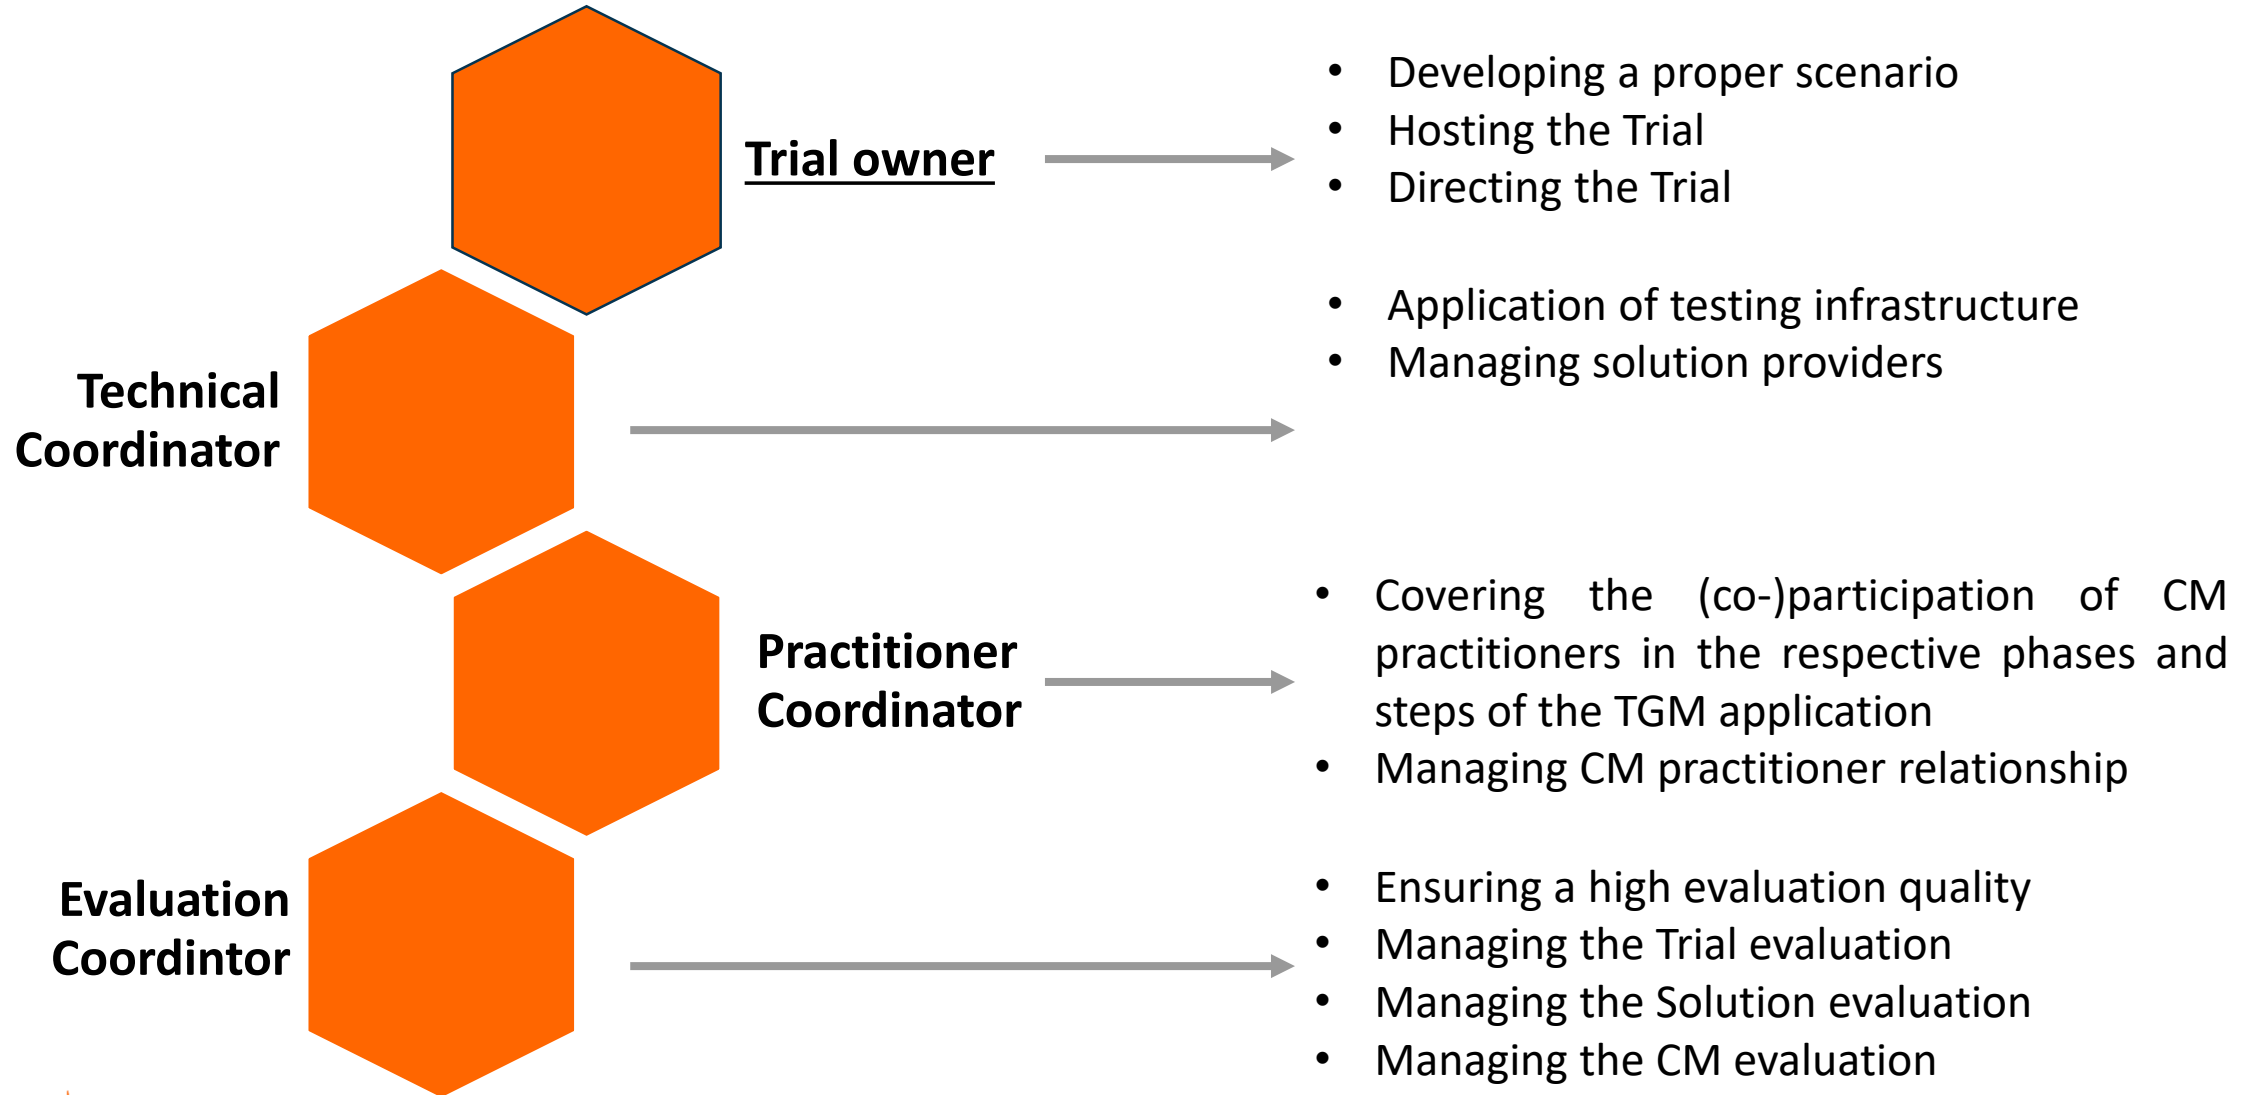 Trial owner
• Developing a proper scenario
• Hosting the Trial
• Directing the Trial
Technical
Coordinator
• Application of testing infrastructure
• Managing solution providers
Practitioner
Coordinator
• Covering the (co-)participation of CM
practitioners in the respective phases and
steps of the TGM application
• Managing CM practitioner relationship
Evaluation
Coordintor
• Ensuring a high evaluation quality
• Managing the Trial evaluation
• Managing the Solution evaluation
• Managing the CM evaluation